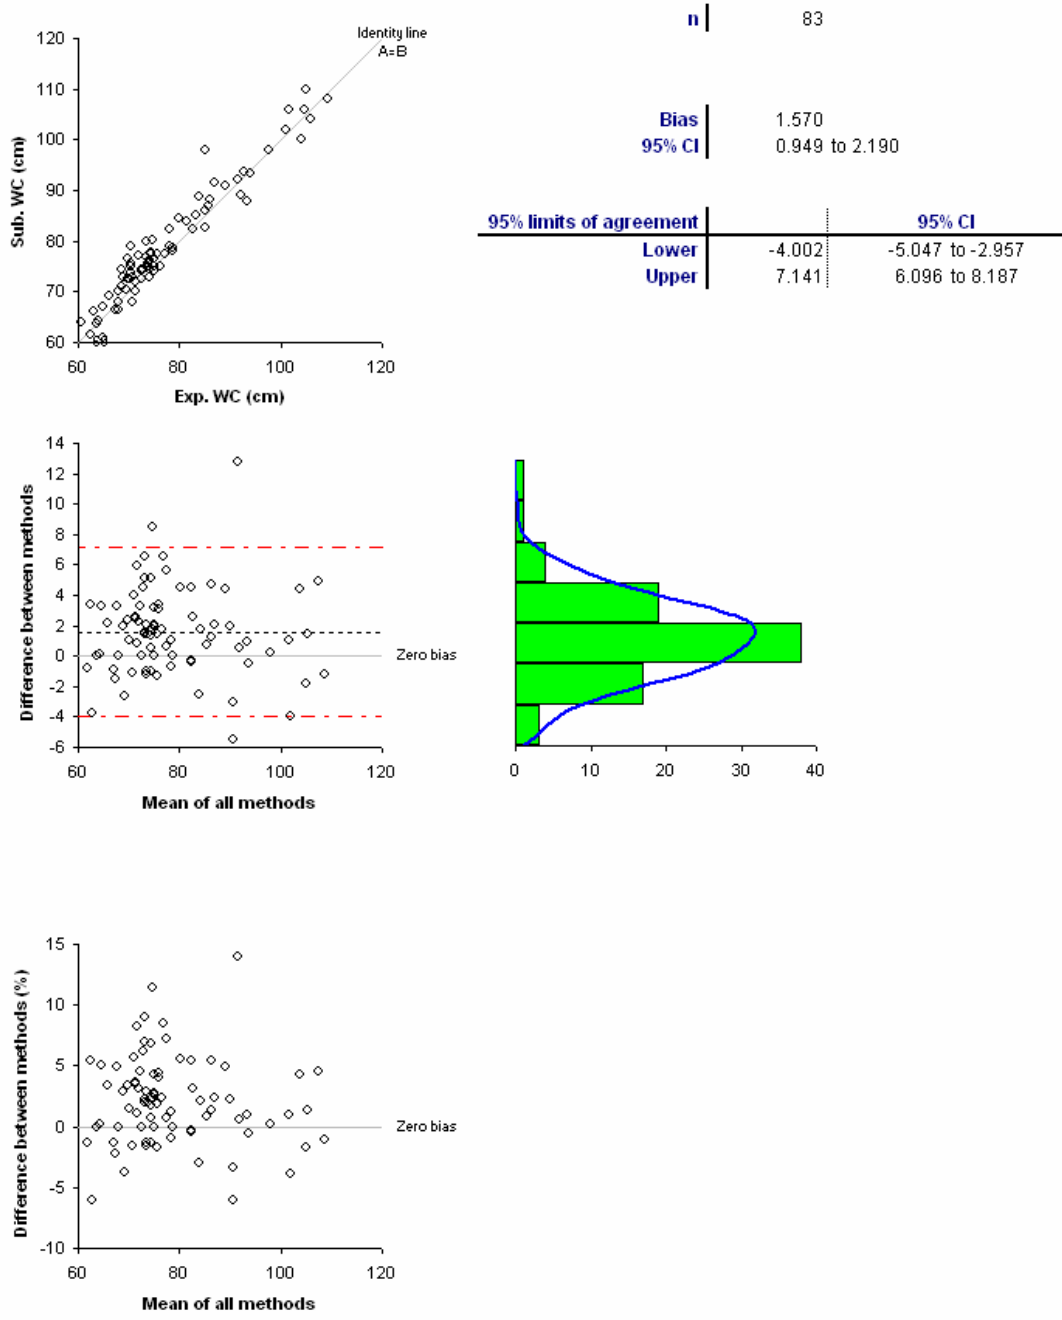 n 83
Bias 1.570
95% CI 0.949 to 2.190
95% limits of agreement 95% CI
Lower -4.002 -5.047 to -2.957
Upper 7.141 6.096 to 8.187
Identity line
A=B
Sub. WC (cm)
120
110
100
90
80
70
60
60 80 100 120
Exp. WC (cm)
Difference between methods
14
12
10
8
6
4
2
0
-2
-4
-6
Zero bias
60 80 100 120
Mean of all methods
0 10 20 30 40
Difference between methods (%)
15
10
5
0
-5
-10
Zero bias
60 80 100 120
Mean of all methods